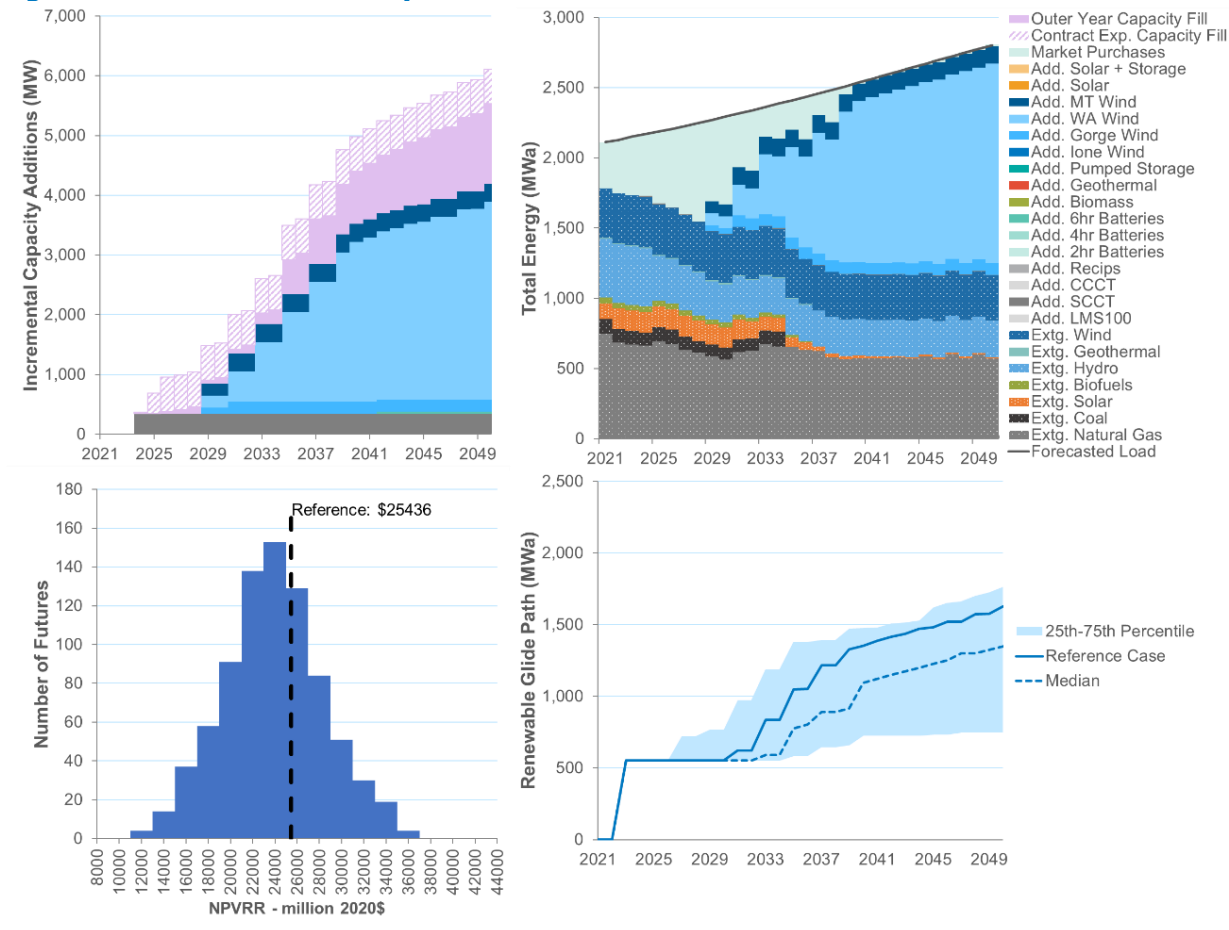 7,000
6,000
5,000
4,000
3,000
2,000
1,000
0
Incremental Capacity Additions (MW)
2021 2025 2029 2033 2037 2041 2045 2049
3,000
2,500
2,000
1,500
1,000
500
0
Total Energy (MWa)
2021 2025 2029 2033 2037 2041 2045 2049
Outer Year Capacity Fill
Contract Exp. Capacity Fill
Market Purchases
Add. Solar + Storage
Add. Solar
Add. MT Wind
Add. WA Wind
Add. Gorge Wind
Add. Ione Wind
Add. Pumped Storage
Add. Geothermal
Add. Biomass
Add. 6hr Batteries
Add. 4hr Batteries
Add. 2hr Batteries
Add. Recips
Add. CCCT
Add. SCCT
Add. LMS100
Extg. Wind
Extg. Geothermal
Extg. Hydro
Extg. Biofuels
Extg. Solar
Extg. Coal
Extg. Natural Gas
Forecasted Load
180
160
140
120
100
80
60
40
20
0
Number of Futures
Reference: $25436
8000 10000 12000 14000 16000 18000 20000 22000 24000 26000 28000 30000 32000 34000 36000 38000 40000 42000 44000
NPVRR - million 2020$
2,500
2,000
1,500
1,000
500
0
Renewable Glide Path (MWa)
2021 2025 2029 2033 2037 2041 2045 2049
25th-75th Percentile
Reference Case
Median